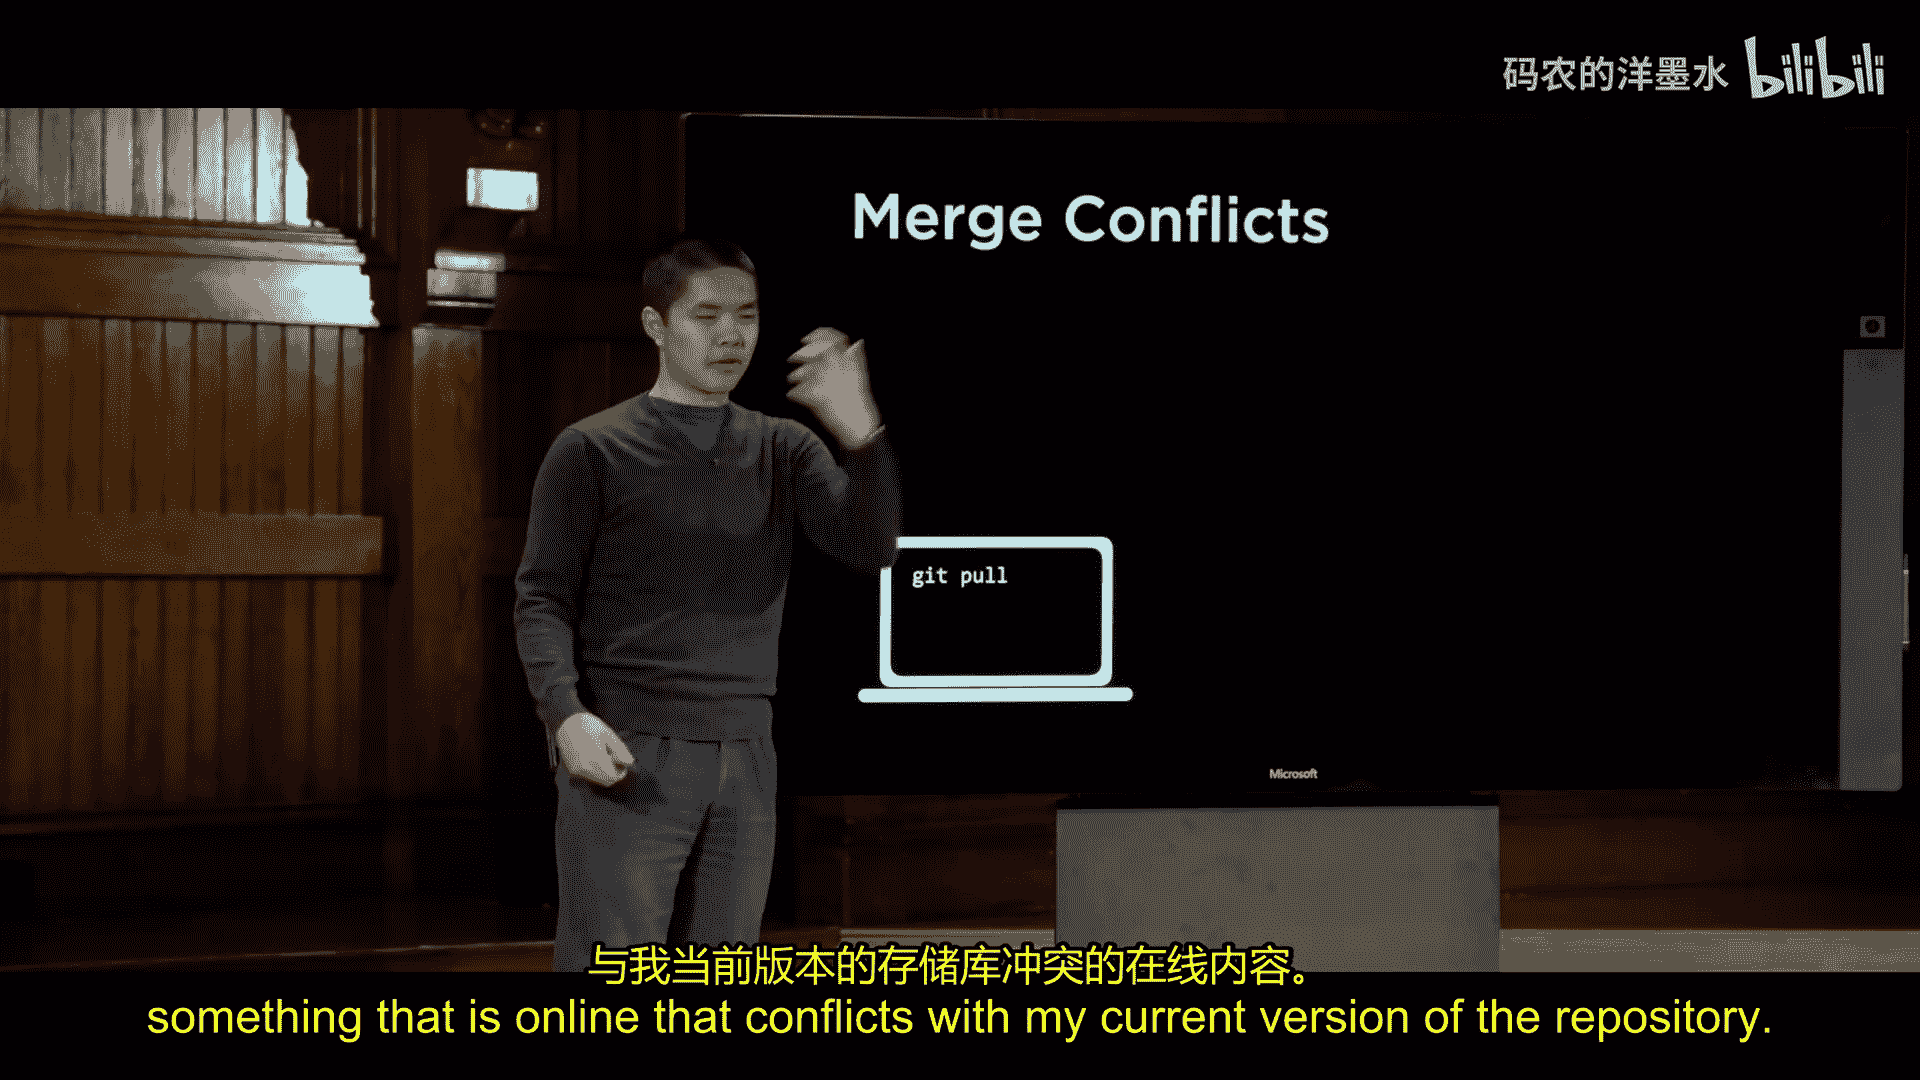 码农的洋墨水 bilibili
Merge Conflicts
git pull
Microsoft
与我当前版本的存储库冲突的在线内容。
something that is online that conflicts with my current version of the repository.